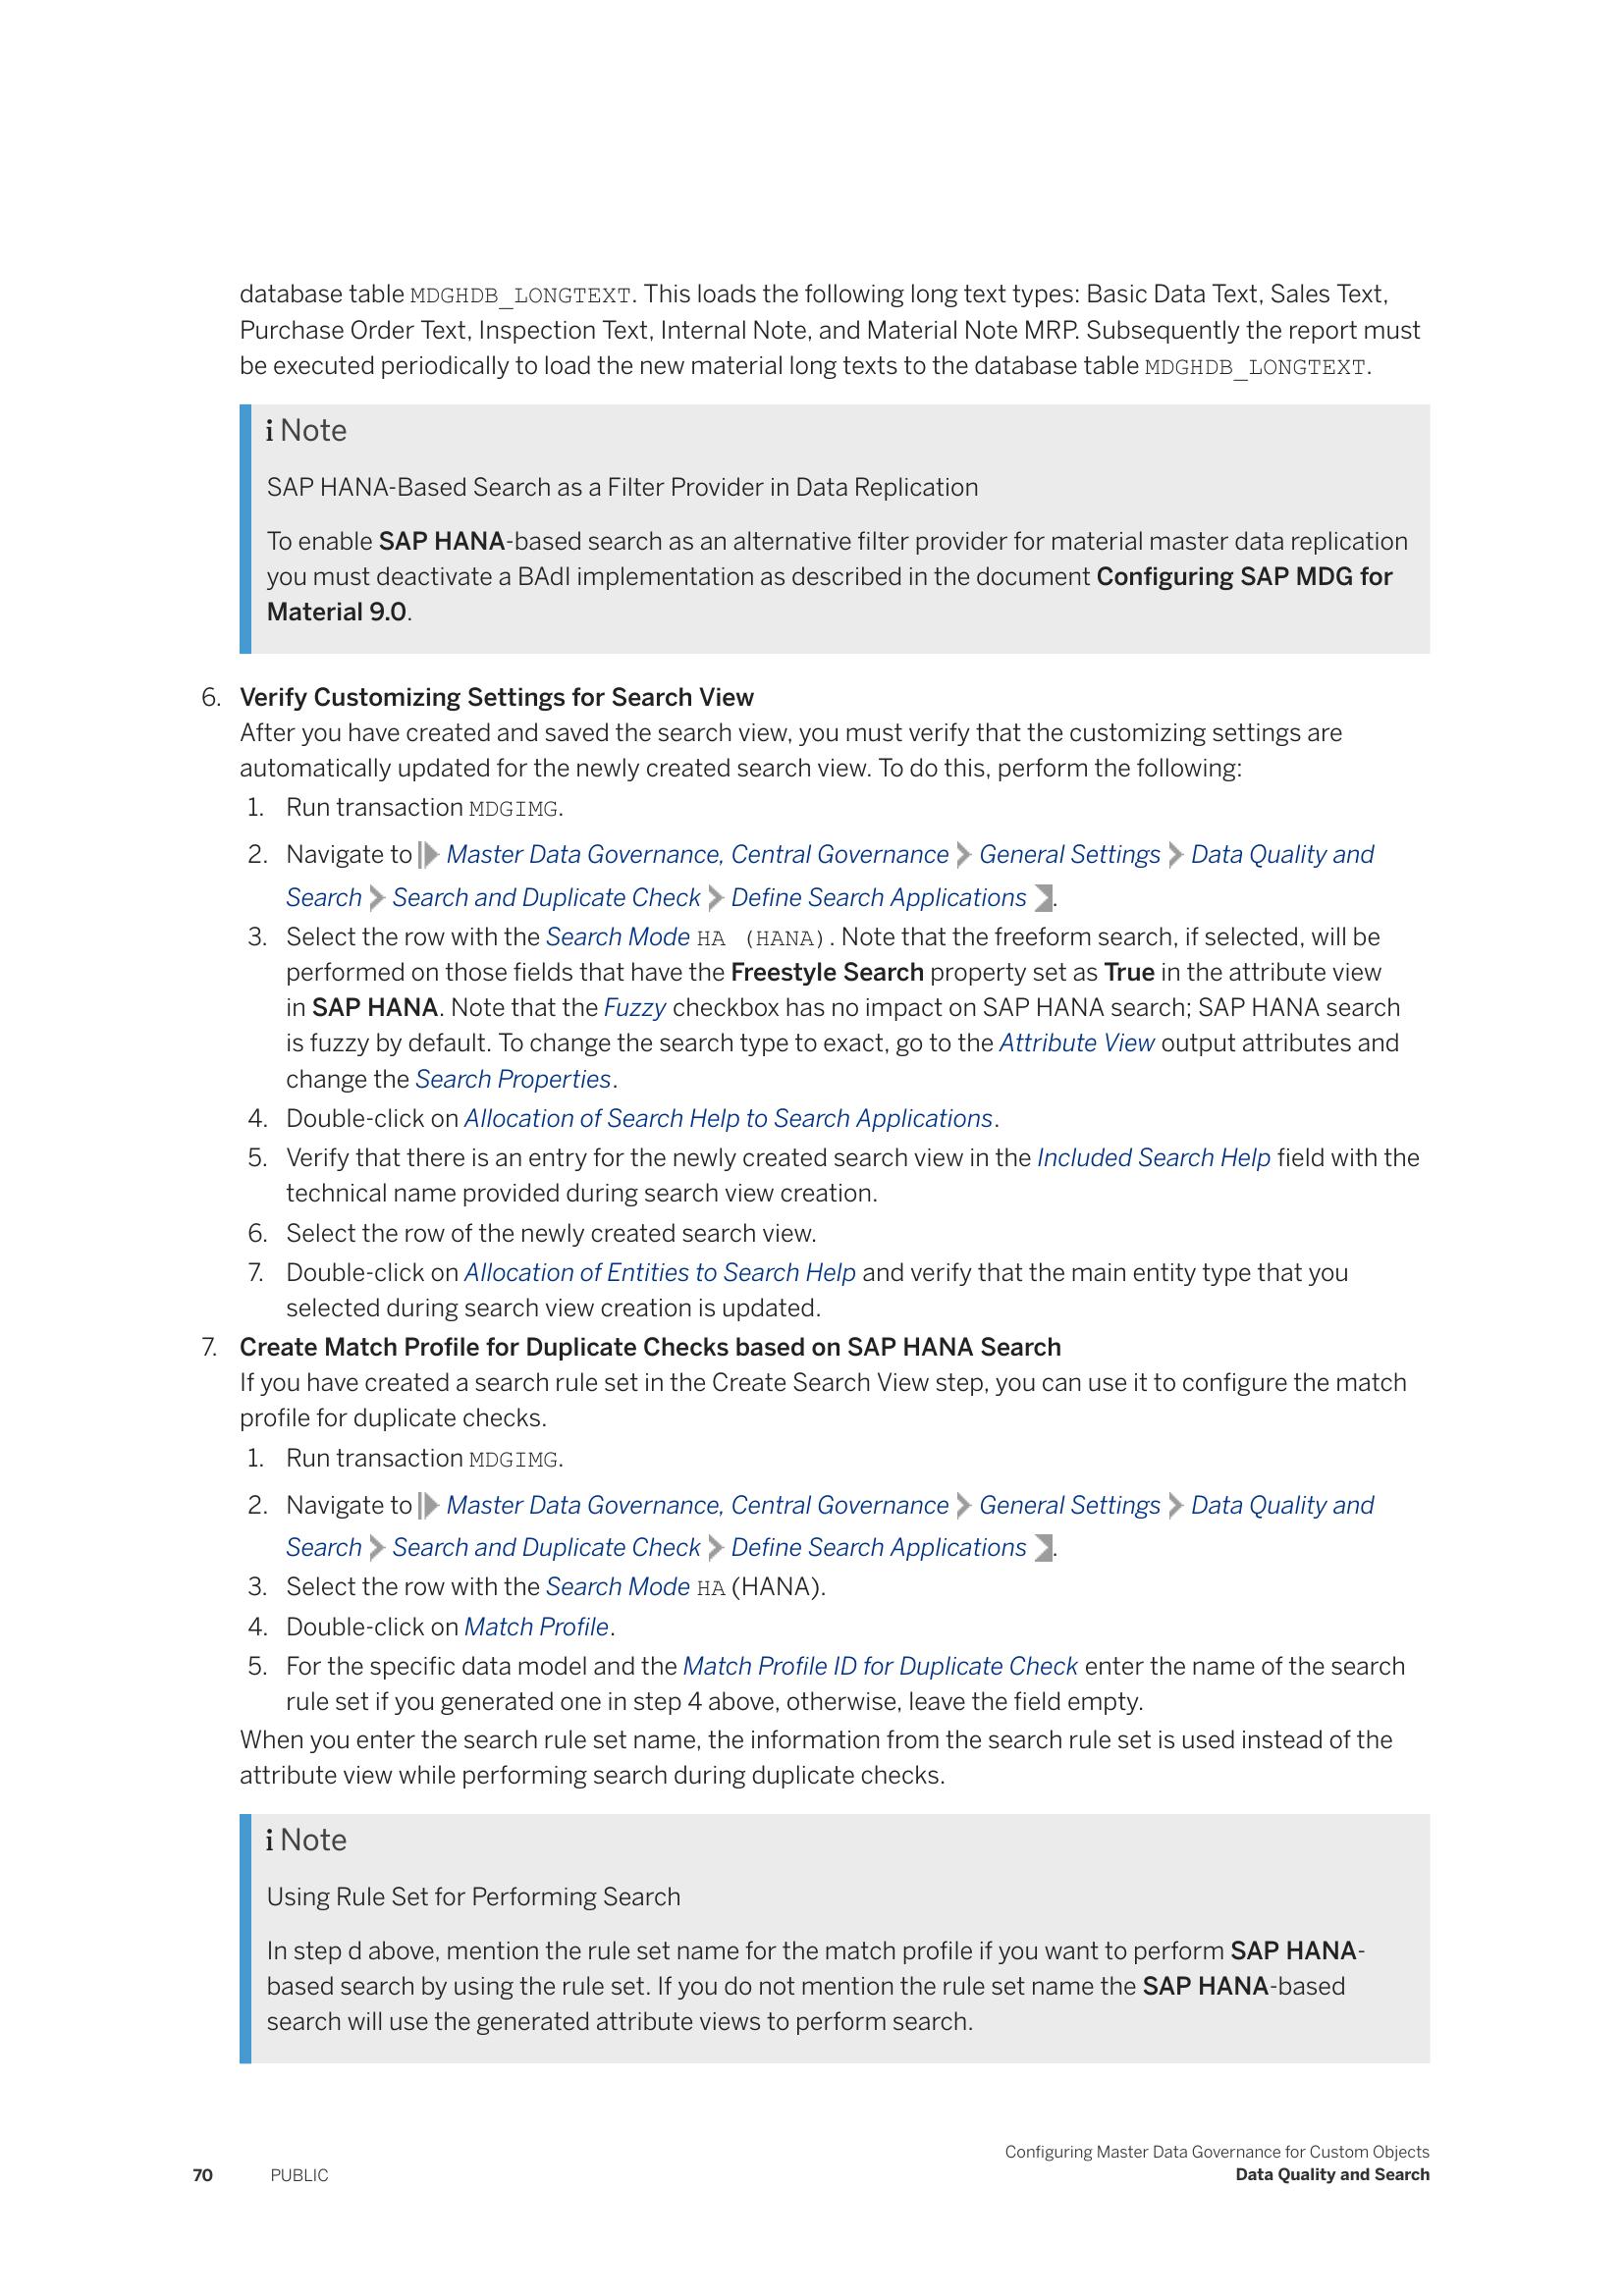 database table MDGHDB_LONGTEXT. This loads the following long text types: Basic Data Text, Sales Text,
Purchase Order Text, Inspection Text, Internal Note, and Material Note MRP. Subsequently the report must
be executed periodically to load the new material long texts to the database table MDGHDB_LONGTEXT.
i Note
SAP HANA-Based Search as a Filter Provider in Data Replication
To enable SAP HANA-based search as an alternative filter provider for material master data replication
you must deactivate a BAdI implementation as described in the document Configuring SAP MDG for
Material 9.0.
6. Verify Customizing Settings for Search View
After you have created and saved the search view, you must verify that the customizing settings are
automatically updated for the newly created search view. To do this, perform the following:
1. Run transaction MDGIMG.
2. Navigate to Master Data Governance, Central Governance General Settings Data Quality and
Search Search and Duplicate Check Define Search Applications .
3. Select the row with the Search Mode HA (HANA). Note that the freeform search, if selected, will be
performed on those fields that have the Freestyle Search property set as True in the attribute view
in SAP HANA. Note that the Fuzzy checkbox has no impact on SAP HANA search; SAP HANA search
is fuzzy by default. To change the search type to exact, go to the Attribute View output attributes and
change the Search Properties.
4. Double-click on Allocation of Search Help to Search Applications.
5. Verify that there is an entry for the newly created search view in the Included Search Help field with the
technical name provided during search view creation.
6. Select the row of the newly created search view.
7. Double-click on Allocation of Entities to Search Help and verify that the main entity type that you
selected during search view creation is updated.
7. Create Match Profile for Duplicate Checks based on SAP HANA Search
If you have created a search rule set in the Create Search View step, you can use it to configure the match
profile for duplicate checks.
1. Run transaction MDGIMG.
2. Navigate to Master Data Governance, Central Governance General Settings Data Quality and
Search Search and Duplicate Check Define Search Applications .
3. Select the row with the Search Mode HA (HANA).
4. Double-click on Match Profile.
5. For the specific data model and the Match Profile ID for Duplicate Check enter the name of the search
rule set if you generated one in step 4 above, otherwise, leave the field empty.
When you enter the search rule set name, the information from the search rule set is used instead of the
attribute view while performing search during duplicate checks.
i Note
Using Rule Set for Performing Search
In step d above, mention the rule set name for the match profile if you want to perform SAP HANA-
based search by using the rule set. If you do not mention the rule set name the SAP HANA-based
search will use the generated attribute views to perform search.
Configuring Master Data Governance for Custom Objects
70 PUBLIC Data Quality and Search